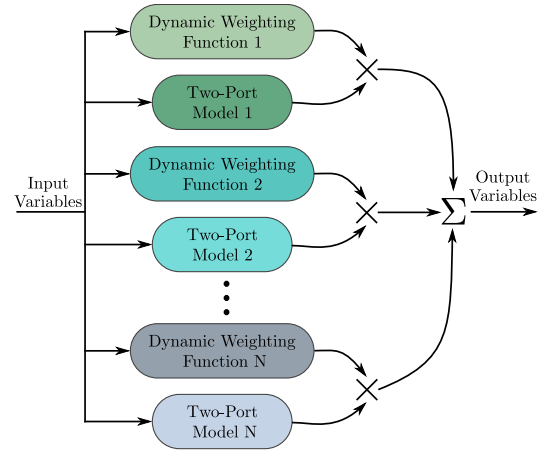 Dynamic Weighting
Function 1
Two-Port
Model 1
Dynamic Weighting
Function 2
Input
Variables
Output
Variables
Σ
Two-Port
Model 2
Dynamic Weighting
Function N
Two-Port
Model N